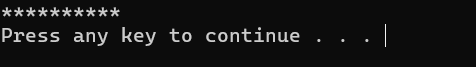 **********
Press any key to continue . . .